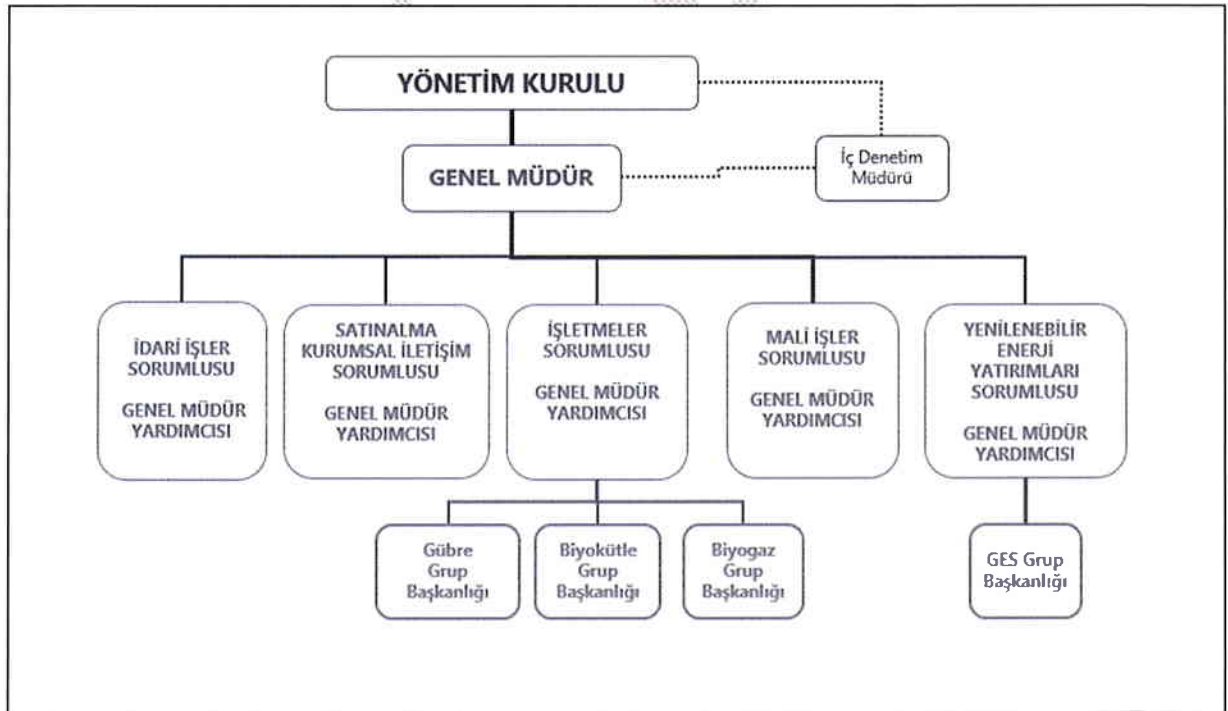 YÖNETİM KURULU
GENEL MÜDÜR
İç Denetim
Müdürü
İDARİ İŞLER
SORUMLUSU
GENEL MÜDÜR
YARDIMCISI
SATINALMA
KURUMSAL İLETİŞİM
SORUMLUSU
GENEL MÜDÜR
YARDIMCISI
İŞLETMELER
SORUMLUSU
GENEL MÜDÜR
YARDIMCISI
MALİ İŞLER
SORUMLUSU
GENEL MÜDÜR
YARDIMCISI
YENİLENEBİLİR
ENERJİ
YATIRIMLARI
SORUMLUSU
GENEL MÜDÜR
YARDIMCISI
Gübre
Grup
Başkanlığı
Biyokütle
Grup
Başkanlığı
Biyogaz
Grup
Başkanlığı
GES Grup
Başkanlığı